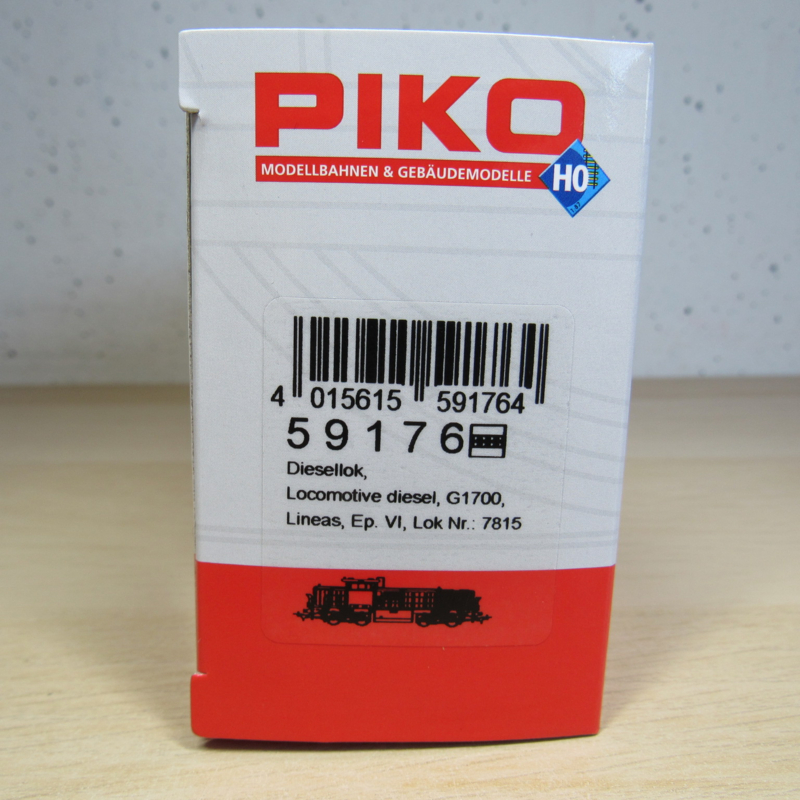 PIKO
MODELLBAHNEN & GEBÄUDEMODELLE
H0
4 015615 591764
59176
Diesellok,
Locomotive diesel, G1700,
Lineas, Ep. VI, Lok Nr.: 7815